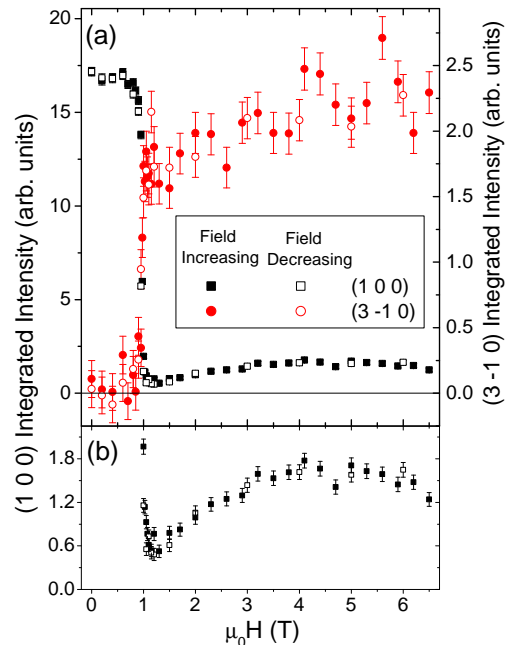 (a)
20
15
10
5
0
(1 0 0) Integrated Intensity (arb. units)
2.5
2.0
1.5
1.0
0.5
0.0
(3 -1 0) Integrated Intensity (arb. units)
Field Increasing
Field Decreasing
(1 0 0)
(3 -1 0)
(b)
1.8
1.2
0.6
0.0
0 1 2 3 4 5 6
μ₀H (T)